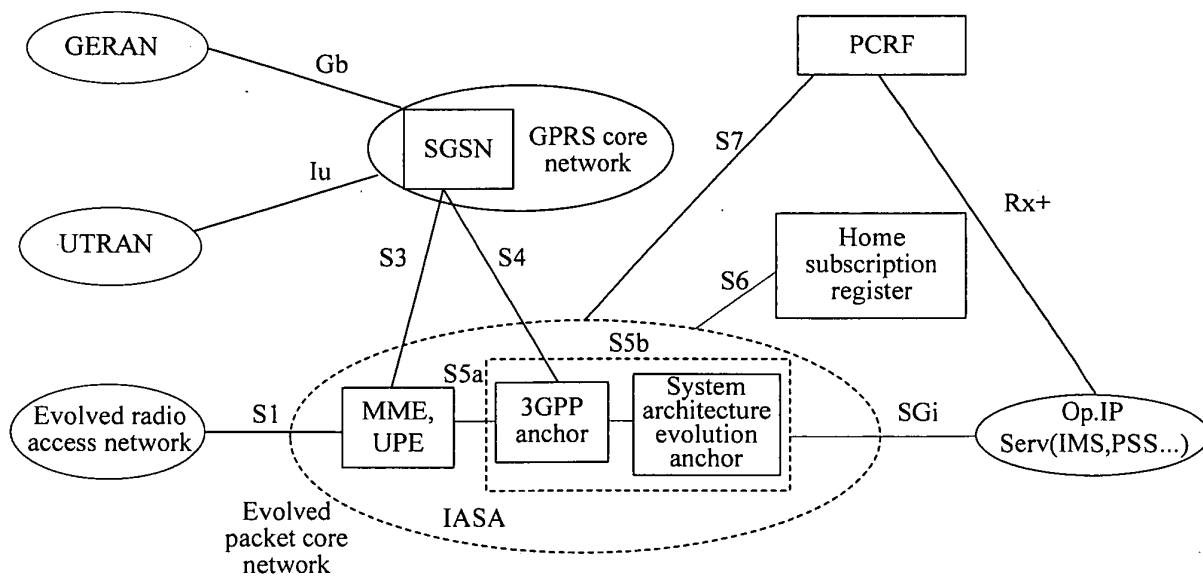 GERAN
Gb
PCRF
SGSN
GPRS core
network
S7
Iu
Rx+
UTRAN
S3
S4
Home
subscription
register
S6
S5b
S5a
Evolved radio
access network
S1
MME,
UPE
3GPP
anchor
System
architecture
evolution
anchor
SGi
Op.IP
Serv(IMS,PSS...)
IASA
Evolved
packet core
network